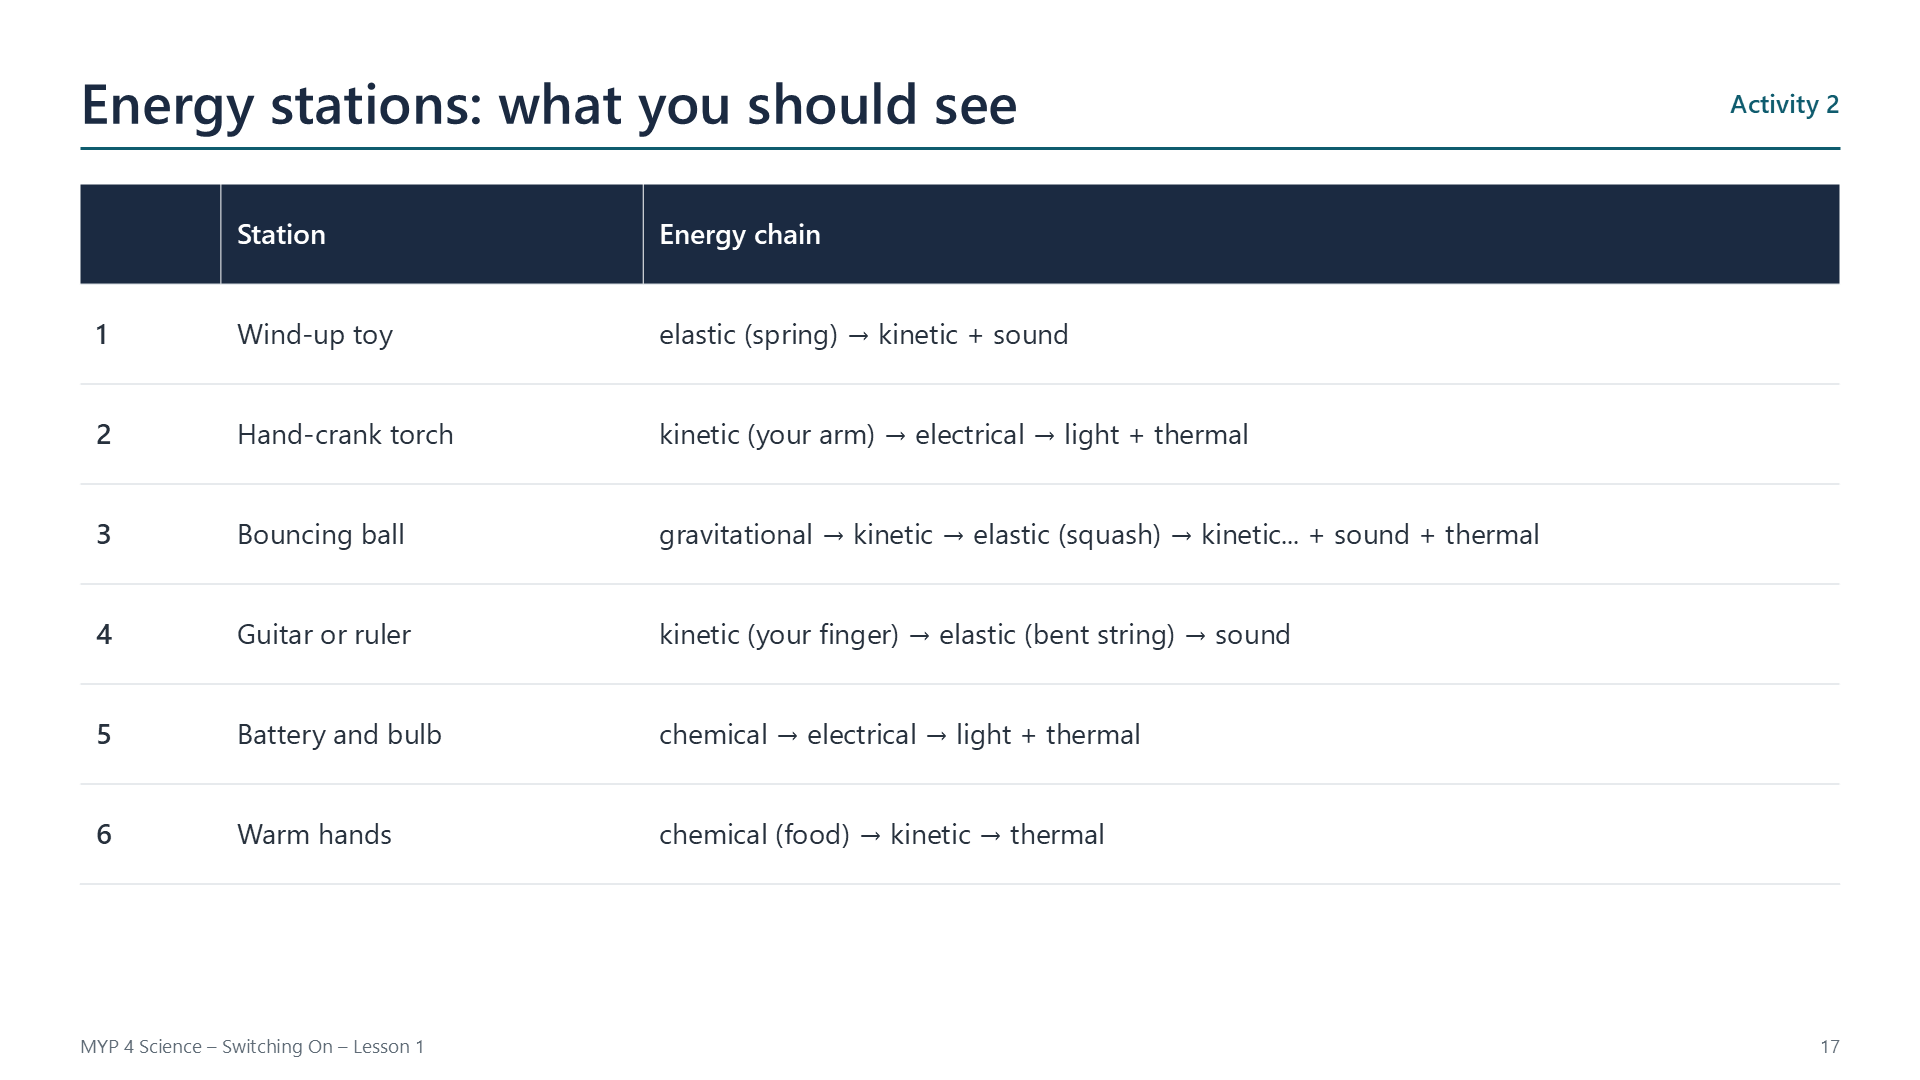 Energy stations: what you should see
Activity 2
Station Energy chain
1 Wind-up toy elastic (spring) → kinetic + sound
2 Hand-crank torch kinetic (your arm) → electrical → light + thermal
3 Bouncing ball gravitational → kinetic → elastic (squash) → kinetic... + sound + thermal
4 Guitar or ruler kinetic (your finger) → elastic (bent string) → sound
5 Battery and bulb chemical → electrical → light + thermal
6 Warm hands chemical (food) → kinetic → thermal
MYP 4 Science – Switching On – Lesson 1
17